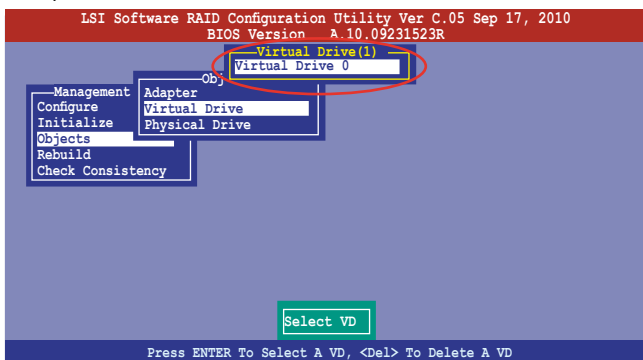 LSI Software RAID Configuration Utility Ver C.05 Sep 17, 2010
BIOS Version A.10.09231523R
Virtual Drive(1)
Virtual Drive 0
Obj
Management
Adapter
Configure
Virtual Drive
Initialize
Physical Drive
Objects
Rebuild
Check Consistency
Select VD
Press ENTER To Select A VD, <Del> To Delete A VD